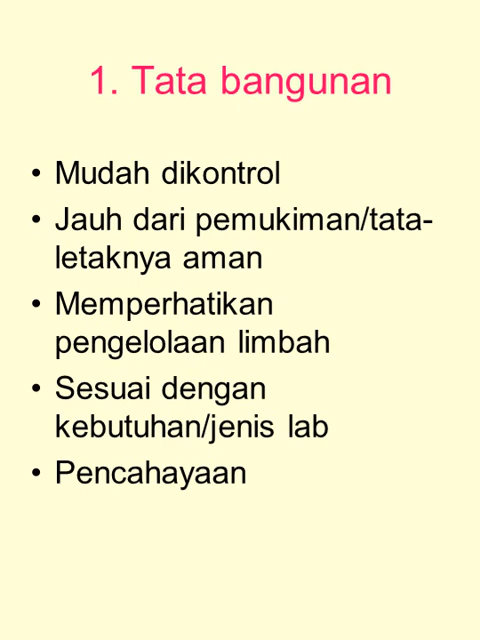 1. Tata bangunan
• Mudah dikontrol
• Jauh dari pemukiman/tata-
letaknya aman
• Memperhatikan
pengelolaan limbah
• Sesuai dengan
kebutuhan/jenis lab
• Pencahayaan